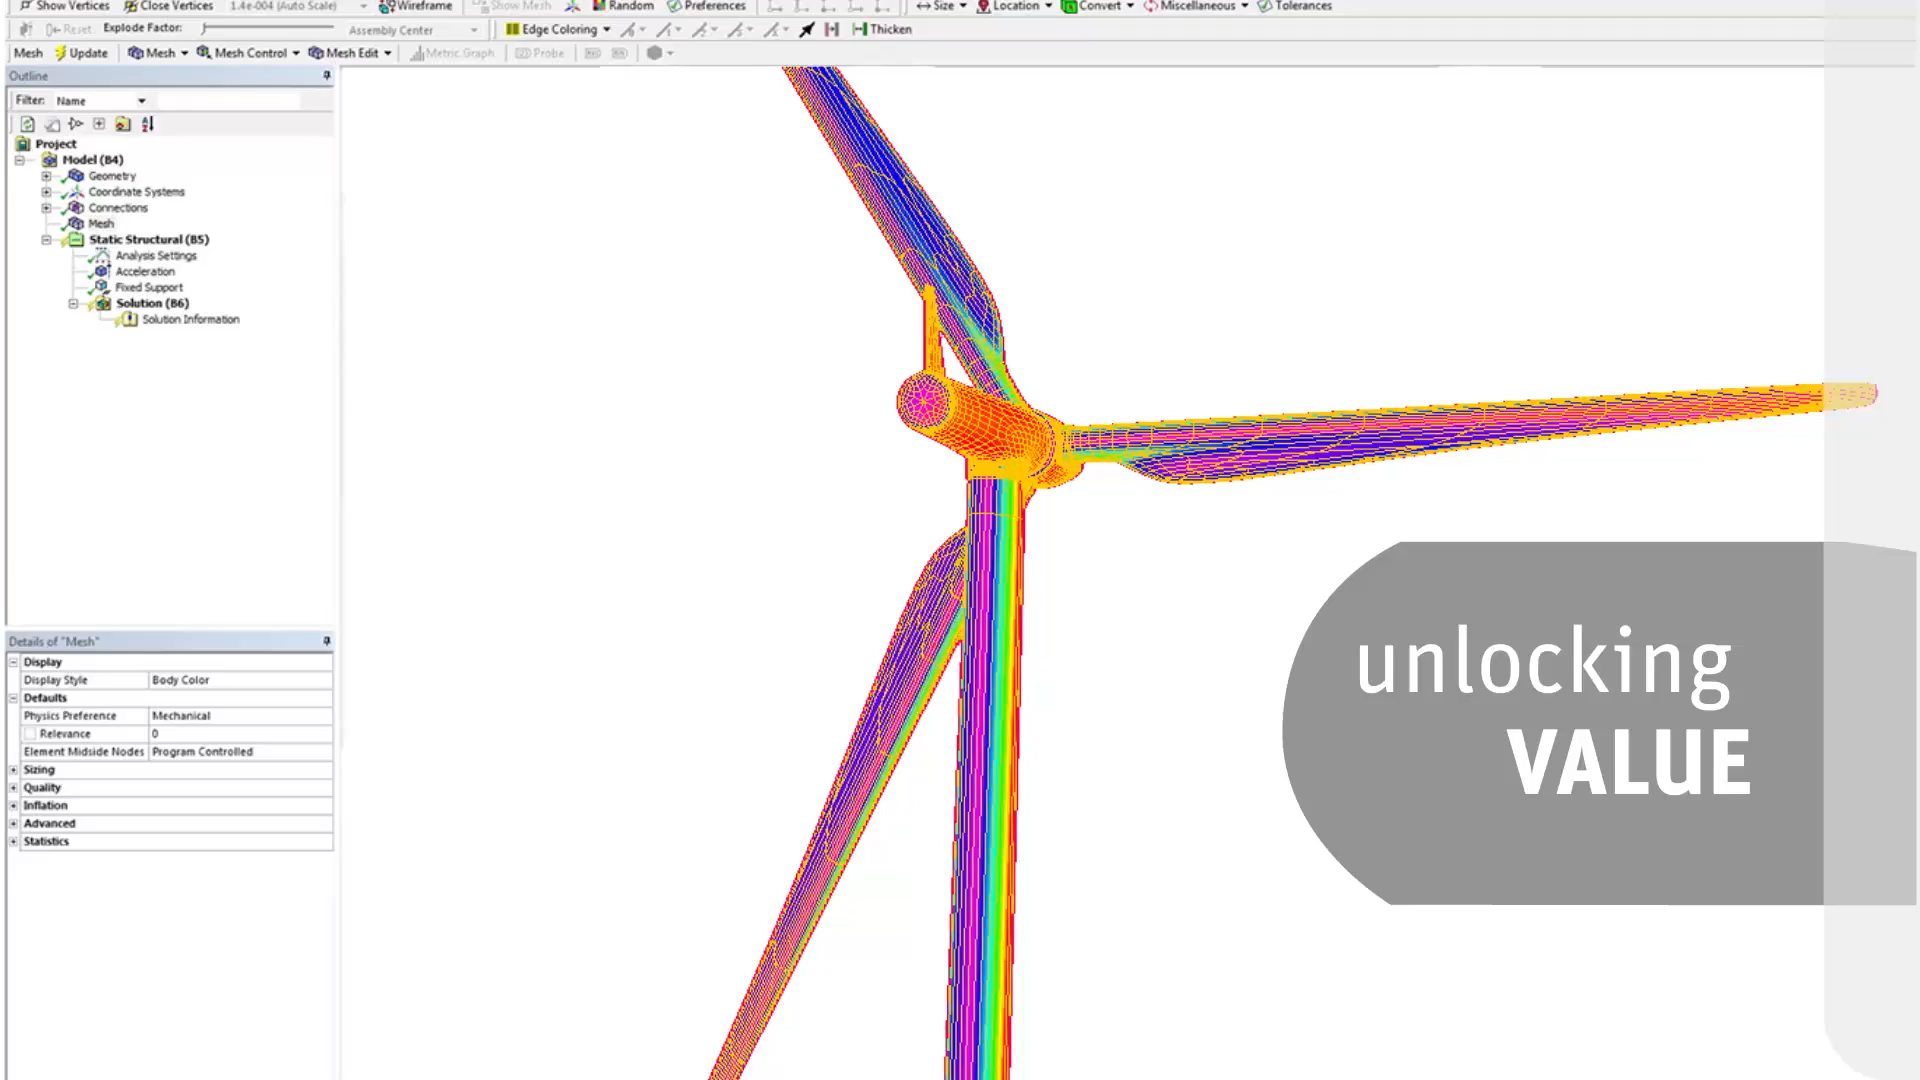 Show Vertices Close Vertices 1.4e-004 (Auto Scale) Wireframe Show Mesh Random Preferences Size Location Convert Miscellaneous Tolerances
Reset Explode Factor: Assembly Center Edge Coloring Thicken
Mesh Update Mesh Mesh Control Mesh Edit Metric Graph Probe
Outline
Filter: Name
Project
Model (B4)
Geometry
Coordinate Systems
Connections
Mesh
Static Structural (B5)
Analysis Settings
Acceleration
Fixed Support
Solution (B6)
Solution Information
Details of "Mesh"
Display
Display Style Body Color
Defaults
Physics Preference Mechanical
Relevance 0
Element Midside Nodes Program Controlled
Sizing
Quality
Inflation
Advanced
Statistics
unlocking
VALUE